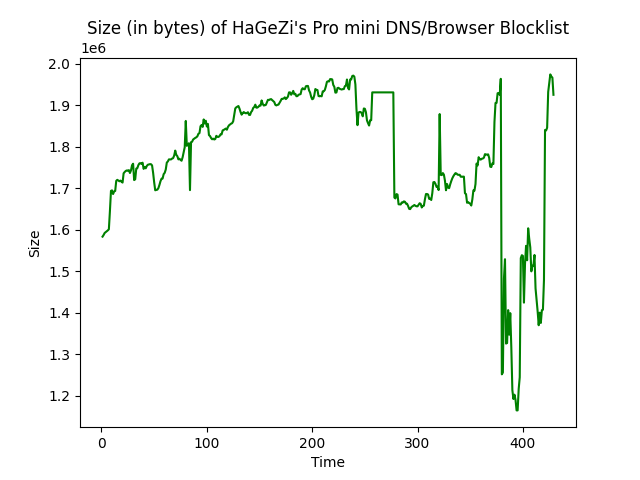 Size (in bytes) of HaGeZi's Pro mini DNS/Browser Blocklist
1e6
2.0
1.9
1.8
1.7
1.6
1.5
1.4
1.3
1.2
Size
0 100 200 300 400
Time